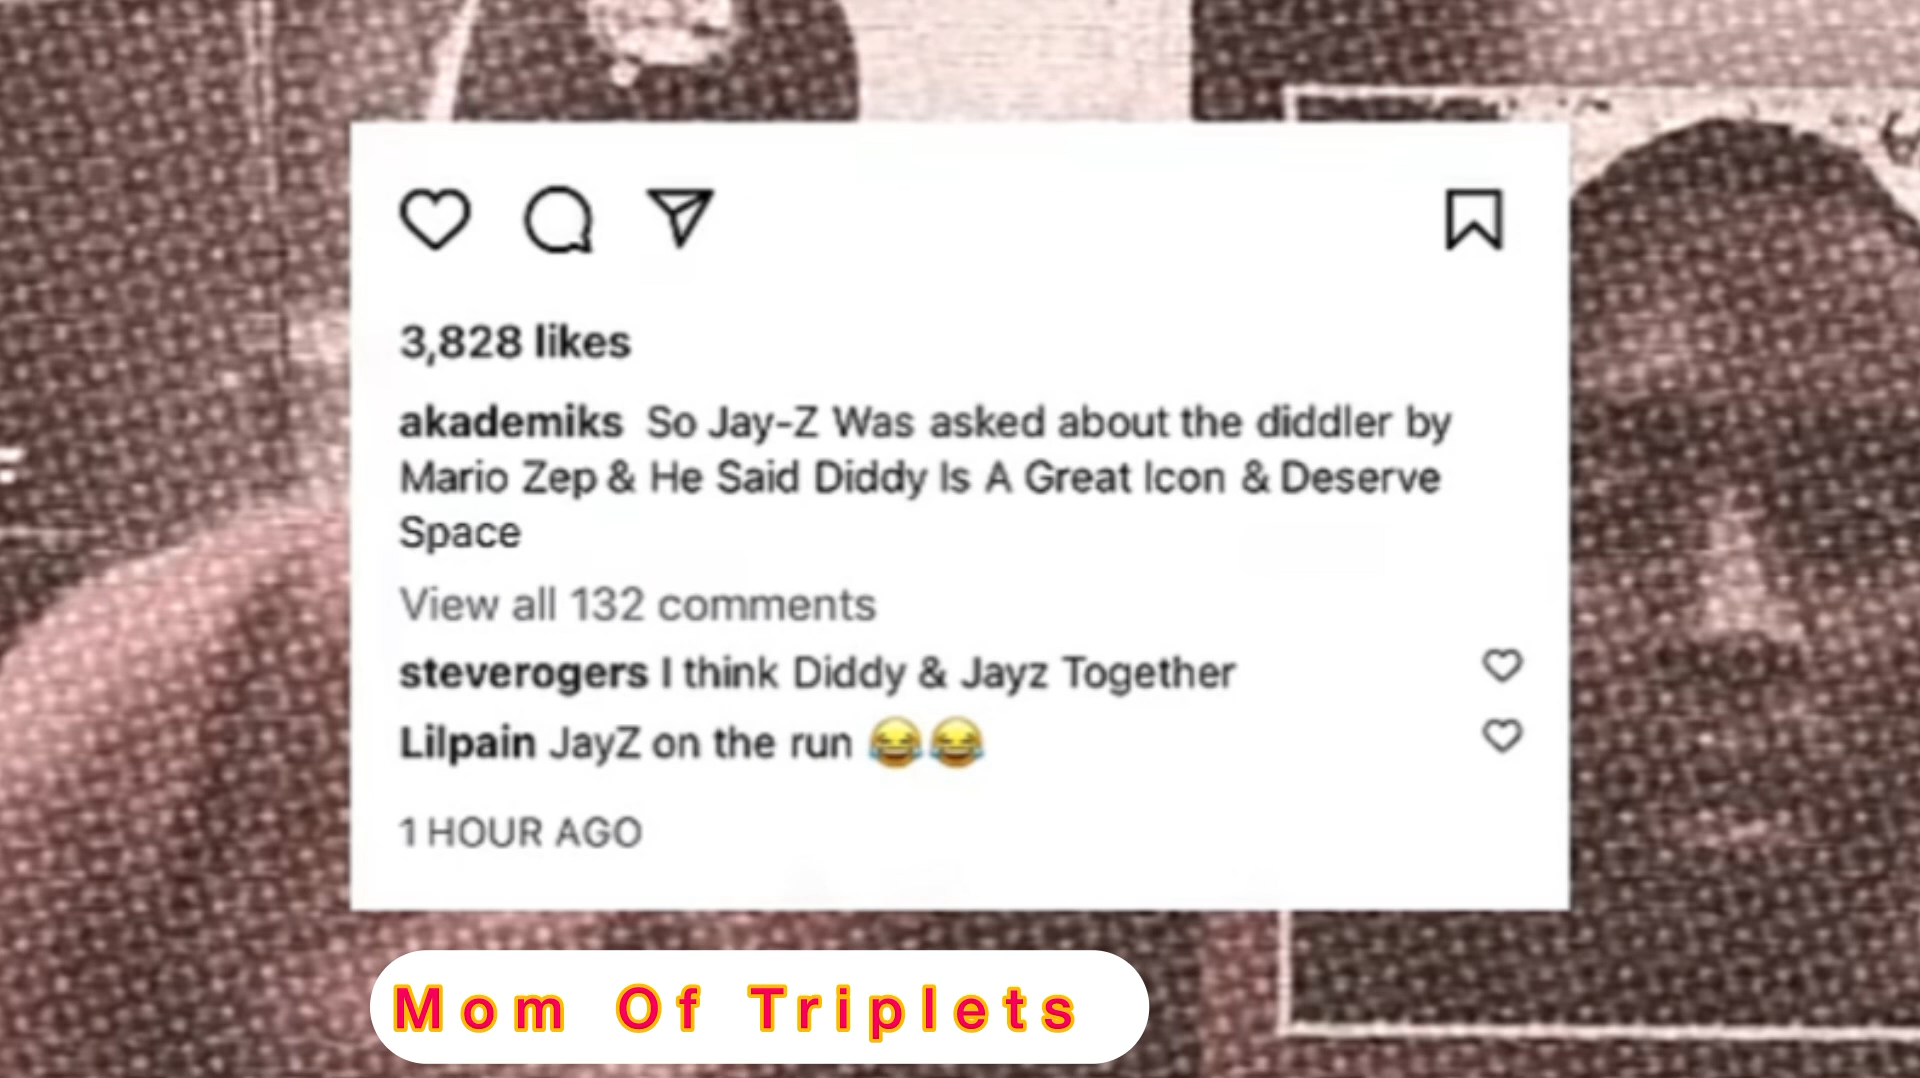 3,828 likes
akademiks So Jay-Z Was asked about the diddler by
Mario Zep & He Said Diddy Is A Great Icon & Deserve
Space
View all 132 comments
steverogers I think Diddy & Jayz Together
Lilpain JayZ on the run 😂😂
1 HOUR AGO
Mom Of Triplets